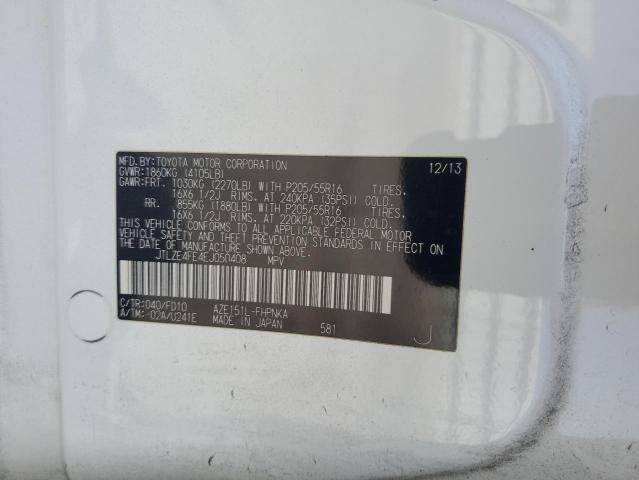 MFD.BY:TOYOTA MOTOR CORPORATION 12/13
GVWR:1860KG (4105LB)
GAWR:FRT. 1030KG (2270LB) WITH P205/55R16 TIRES.
16X6 1/2J RIMS. AT 240KPA (35PSI) COLD.
RR. 855KG (1880LB) WITH P205/55R16 TIRES.
16X6 1/2J RIMS. AT 220KPA (32PSI) COLD.
THIS VEHICLE CONFORMS TO ALL APPLICABLE FEDERAL MOTOR
VEHICLE SAFETY AND THEFT PREVENTION STANDARDS IN EFFECT
ON THE DATE OF MANUFACTURE SHOWN ABOVE.
JTLZE4FE4EJ050408 MPV
C/TR:040/FD10 AZE151L-FHPNKA
A/TM:-02A/U241E MADE IN JAPAN 581 J